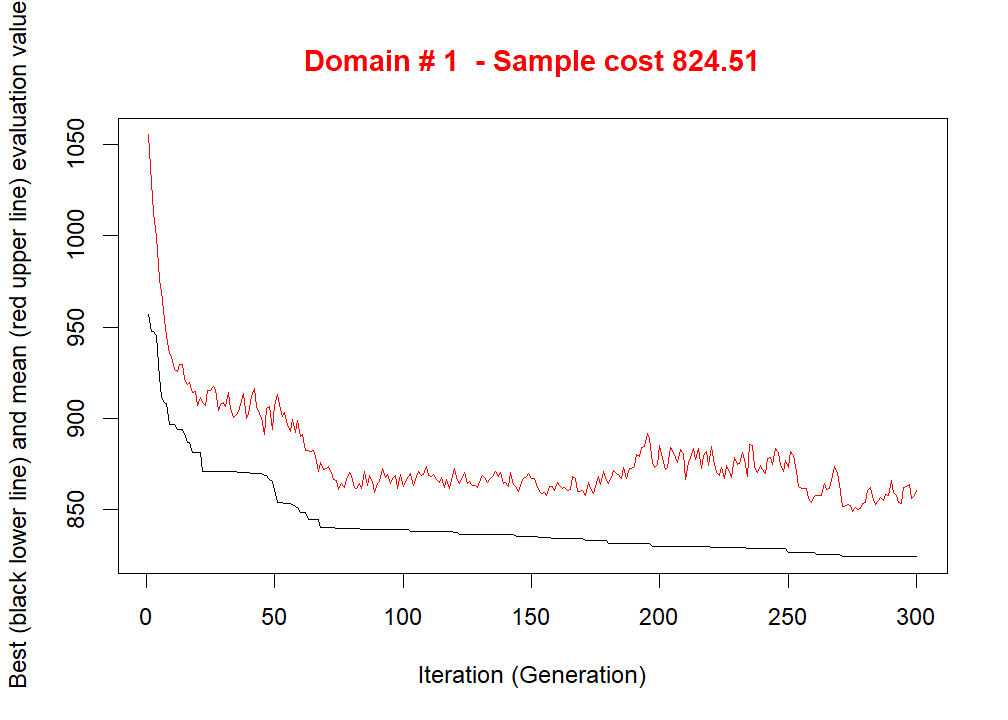 Domain # 1  - Sample cost 824.51
Best (black lower line) and mean (red upper line) evaluation value
1050
1000
950
900
850
0 50 100 150 200 250 300
Iteration (Generation)